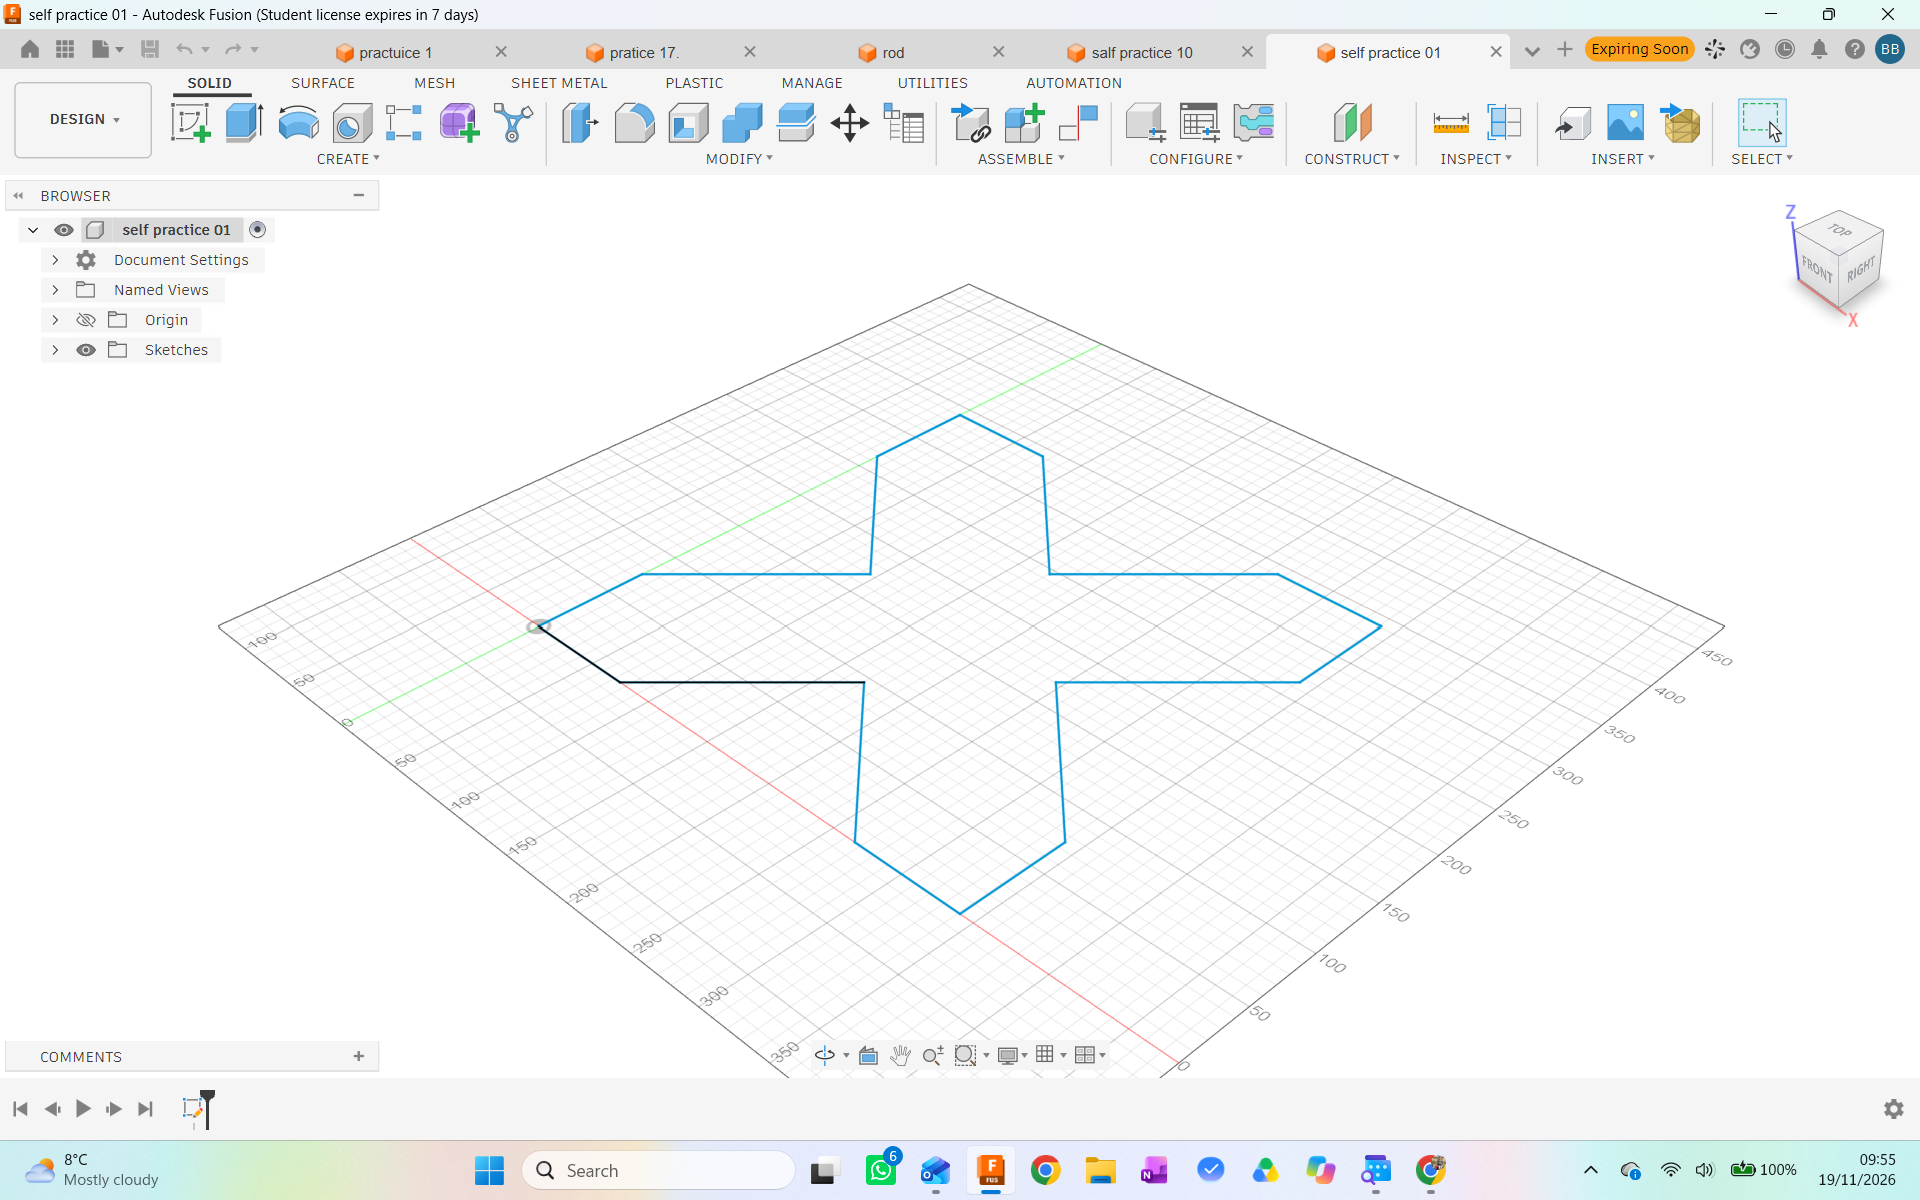 self practice 01 - Autodesk Fusion (Student license expires in 7 days)
practuice 1
pratice 17.
rod
salf practice 10
self practice 01
Expiring Soon
BB
DESIGN
SOLID
SURFACE
MESH
SHEET METAL
PLASTIC
MANAGE
UTILITIES
AUTOMATION
CREATE
MODIFY
ASSEMBLE
CONFIGURE
CONSTRUCT
INSPECT
INSERT
SELECT
BROWSER
self practice 01
Document Settings
Named Views
Origin
Sketches
Z
TOP
FRONT
RIGHT
X
100
50
0
50
100
150
200
250
300
350
450
400
350
300
250
200
150
100
50
0
COMMENTS
8°C
Mostly cloudy
Search
6
FUS
100%
09:55
19/11/2026